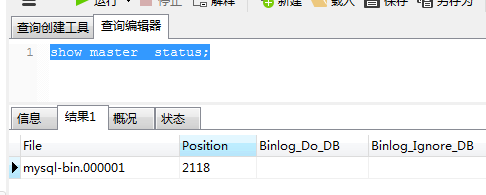 运行 停止 解释 新建 载入 保存 另存为
查询创建工具 查询编辑器
1 show master status;
信息 结果1 概况 状态
File Position Binlog_Do_DB Binlog_Ignore_DB
mysql-bin.000001 2118